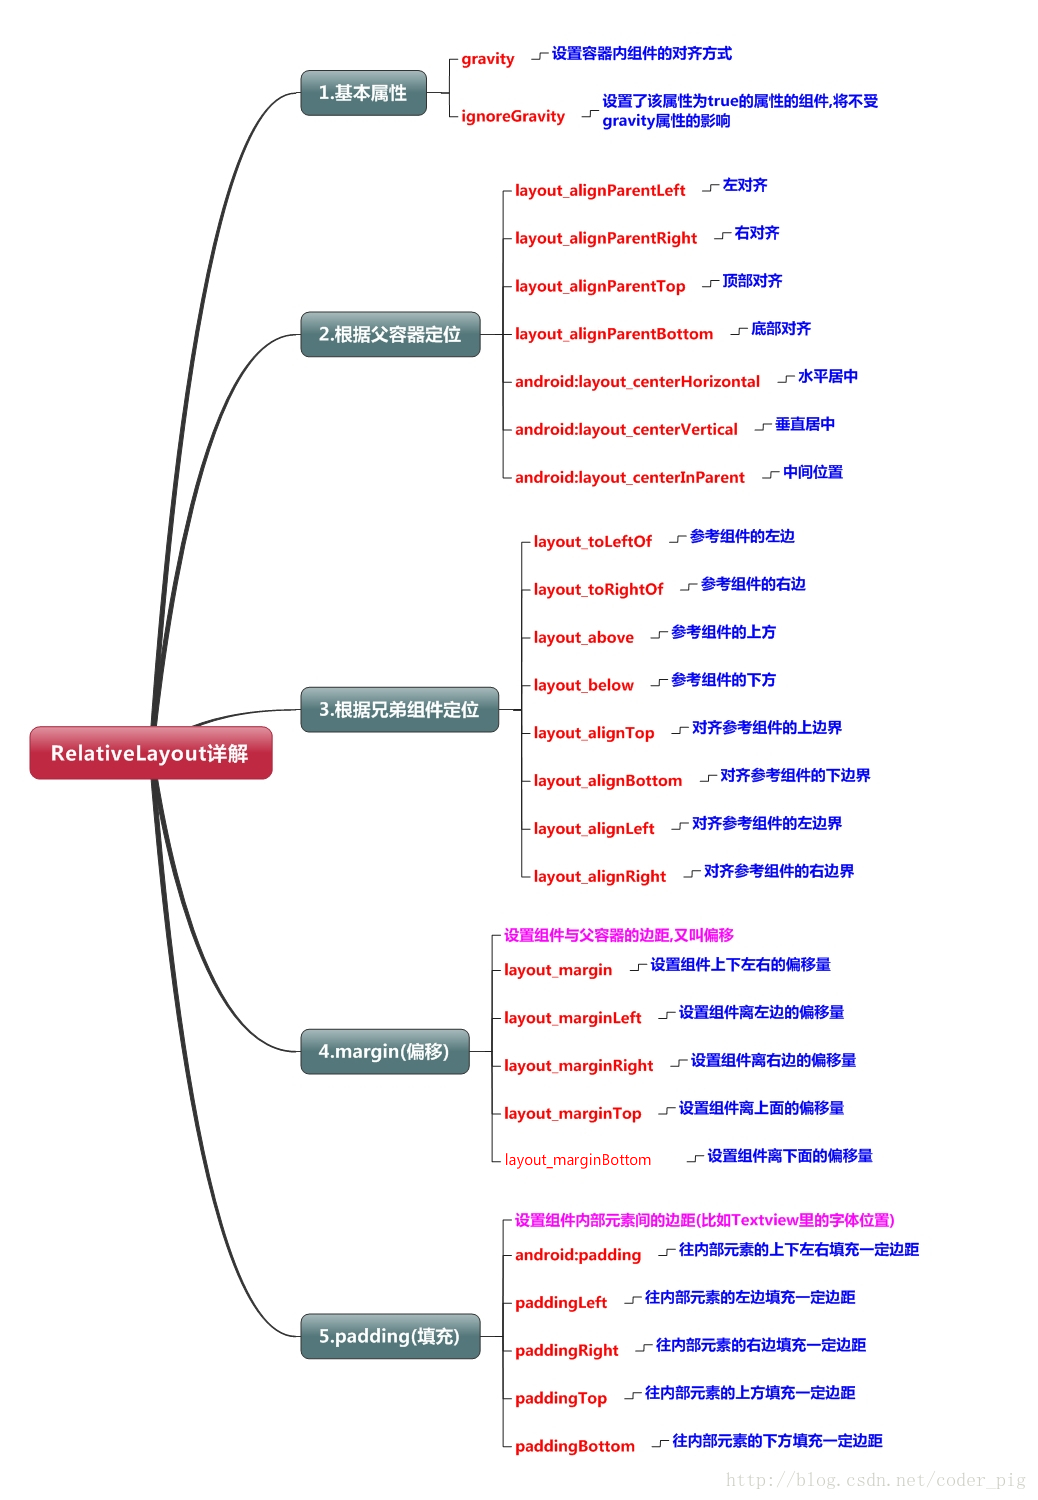 RelativeLayout详解
1.基本属性
gravity
设置容器内组件的对齐方式
ignoreGravity
设置了该属性为true的属性的组件,将不受
gravity属性的影响
2.根据父容器定位
layout_alignParentLeft
左对齐
layout_alignParentRight
右对齐
layout_alignParentTop
顶部对齐
layout_alignParentBottom
底部对齐
android:layout_centerHorizontal
水平居中
android:layout_centerVertical
垂直居中
android:layout_centerInParent
中间位置
3.根据兄弟组件定位
layout_toLeftOf
参考组件的左边
layout_toRightOf
参考组件的右边
layout_above
参考组件的上方
layout_below
参考组件的下方
layout_alignTop
对齐参考组件的上边界
layout_alignBottom
对齐参考组件的下边界
layout_alignLeft
对齐参考组件的左边界
layout_alignRight
对齐参考组件的右边界
4.margin(偏移)
设置组件与父容器的边距,又叫偏移
layout_margin
设置组件上下左右的偏移量
layout_marginLeft
设置组件离左边的偏移量
layout_marginRight
设置组件离右边的偏移量
layout_marginTop
设置组件离上面的偏移量
layout_marginBottom
设置组件离下面的偏移量
5.padding(填充)
设置组件内部元素间的边距(比如Textview里的字体位置)
android:padding
往内部元素的上下左右填充一定边距
paddingLeft
往内部元素的左边填充一定边距
paddingRight
往内部元素的右边填充一定边距
paddingTop
往内部元素的上方填充一定边距
paddingBottom
往内部元素的下方填充一定边距
http://blog.csdn.net/coder_pig